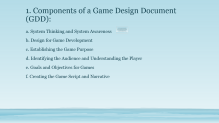 1. Components of a Game Design Document
(GDD):
a. System Thinking and System Awareness
b. Design for Game Development
c. Establishing the Game Purpose
d. Identifying the Audience and Understanding the Player
e. Goals and Objectives for Games
f. Creating the Game Script and Narrative